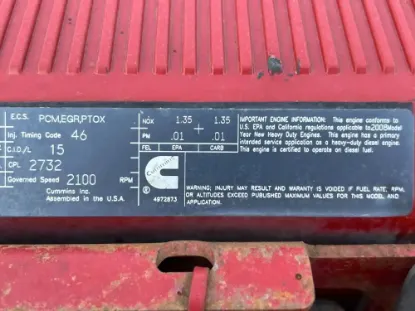 E.C.S. PCM,EGR,PTOX
Inj. Timing Code 46
C.I.D./L 15
CPL 2732
Governed Speed 2100 RPM
Cummins Inc.
Assembled in the U.S.A.
NOX 1.35 1.35
PM .01 + .01
FEL EPA CARB
Cummins
4972873
IMPORTANT ENGINE INFORMATION: This engine conforms to
U.S. EPA and California regulations applicable to 2008 Model
Year New Heavy Duty Engines. This engine has a primary
intended service application as a heavy-duty diesel engine.
This engine is certified to operate on diesel fuel.
WARNING: INJURY MAY RESULT AND WARRANTY IS VOIDED IF FUEL RATE, RPM,
OR ALTITUDES EXCEED PUBLISHED MAXIMUM VALUES FOR THIS MODEL AND
APPLICATION.